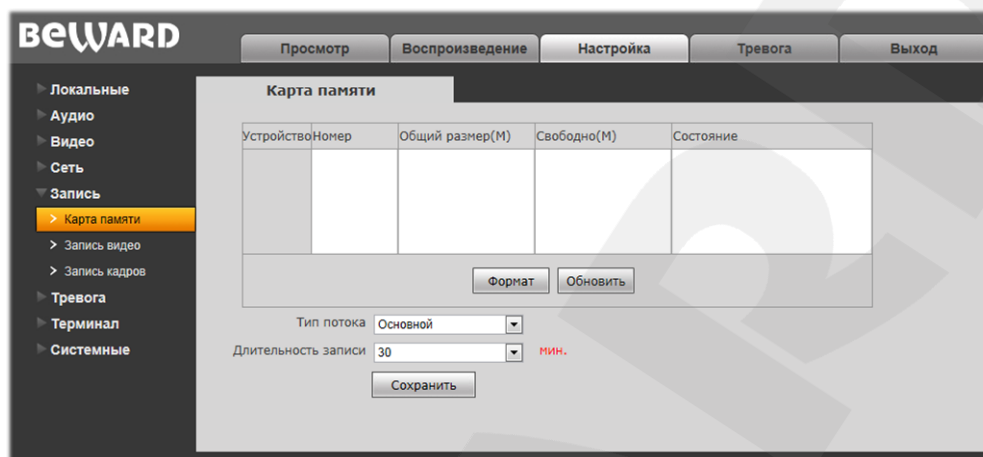 BEWARD
Просмотр Воспроизведение Настройка Тревога Выход
Локальные
Аудио
Видео
Сеть
Запись
Карта памяти
Запись видео
Запись кадров
Тревога
Терминал
Системные
Карта памяти
Устройство Номер Общий размер(М) Свободно(М) Состояние
Формат Обновить
Тип потока Основной
Длительность записи 30 мин.
Сохранить